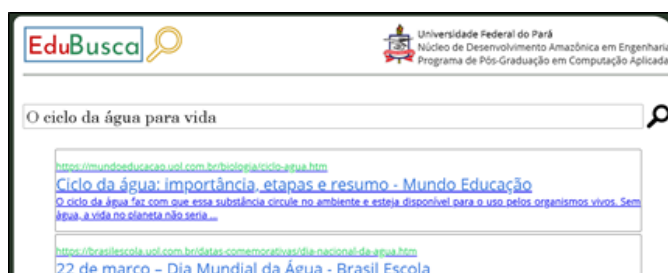 EduBusca
Universidade Federal do Pará
Núcleo de Desenvolvimento Amazônica em Engenharia
Programa de Pós-Graduação em Computação Aplicada
O ciclo da água para vida
https://mundoeducacao.uol.com.br/biologia/ciclo-agua.htm
Ciclo da água: importância, etapas e resumo - Mundo Educação
O ciclo da água faz com que essa substância circule no ambiente e esteja disponível para o uso pelos organismos vivos. Sem
água, a vida no planeta não seria ...
https://brasilescola.uol.com.br/datas-comemorativas/dia-nacional-da-agua.htm
22 de março – Dia Mundial da Água - Brasil Escola